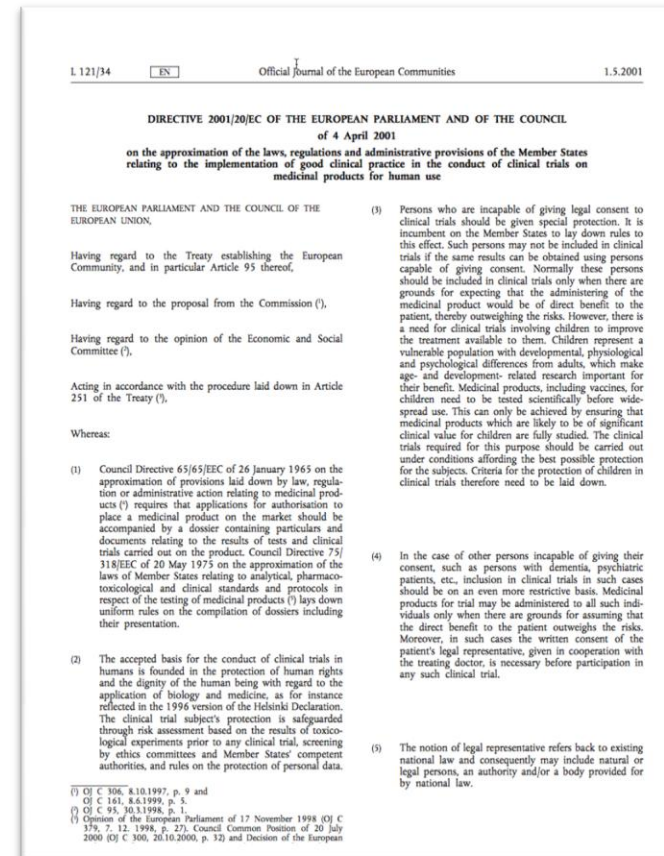 L 121/34
EN
Official Journal of the European Communities
1.5.2001
DIRECTIVE 2001/20/EC OF THE EUROPEAN PARLIAMENT AND OF THE COUNCIL
of 4 April 2001
on the approximation of the laws, regulations and administrative provisions of the Member States
relating to the implementation of good clinical practice in the conduct of clinical trials on
medicinal products for human use
THE EUROPEAN PARLIAMENT AND THE COUNCIL OF THE
EUROPEAN UNION,
Having regard to the Treaty establishing the European
Community, and in particular Article 95 thereof,
Having regard to the proposal from the Commission (¹),
Having regard to the opinion of the Economic and Social
Committee (²),
Acting in accordance with the procedure laid down in Article
251 of the Treaty (³),
Whereas:
(1) Council Directive 65/65/EEC of 26 January 1965 on the
approximation of provisions laid down by law, regula-
tion or administrative action relating to medicinal prod-
ucts (⁴) requires that applications for authorisation to
place a medicinal product on the market should be
accompanied by a dossier containing particulars and
documents relating to the results of tests and clinical
trials carried out on the product. Council Directive 75/
318/EEC of 20 May 1975 on the approximation of the
laws of Member States relating to analytical, pharmaco-
toxicological and clinical standards and protocols in
respect of the testing of medicinal products (⁵) lays down
uniform rules on the compilation of dossiers including
their presentation.
(2) The accepted basis for the conduct of clinical trials in
humans is founded in the protection of human rights
and the dignity of the human being with regard to the
application of biology and medicine, as for instance
reflected in the 1996 version of the Helsinki Declaration.
The clinical trial subject's protection is safeguarded
through risk assessment based on the results of toxico-
logical experiments prior to any clinical trial, screening
by ethics committees and Member States' competent
authorities, and rules on the protection of personal data.
(¹) OJ C 306, 8.10.1997, p. 9 and
OJ C 161, 8.6.1999, p. 5.
(²) OJ C 95, 30.3.1998, p. 1.
(³) Opinion of the European Parliament of 17 November 1998 (OJ C
379, 7. 12. 1998, p. 27). Council Common Position of 20 July
2000 (OJ C 300, 20.10.2000, p. 32) and Decision of the European
(3) Persons who are incapable of giving legal consent to
clinical trials should be given special protection. It is
incumbent on the Member States to lay down rules to
this effect. Such persons may not be included in clinical
trials if the same results can be obtained using persons
capable of giving consent. Normally these persons
should be included in clinical trials only when there are
grounds for expecting that the administering of the
medicinal product would be of direct benefit to the
patient, thereby outweighing the risks. However, there is
a need for clinical trials involving children to improve
the treatment available to them. Children represent a
vulnerable population with developmental, physiological
and psychological differences from adults, which make
age- and development- related research important for
their benefit. Medicinal products, including vaccines, for
children need to be tested scientifically before wide-
spread use. This can only be achieved by ensuring that
medicinal products which are likely to be of significant
clinical value for children are fully studied. The clinical
trials required for this purpose should be carried out
under conditions affording the best possible protection
for the subjects. Criteria for the protection of children in
clinical trials therefore need to be laid down.
(4) In the case of other persons incapable of giving their
consent, such as persons with dementia, psychiatric
patients, etc., inclusion in clinical trials in such cases
should be on an even more restrictive basis. Medicinal
products for trial may be administered to all such indi-
viduals only when there are grounds for assuming that
the direct benefit to the patient outweighs the risks.
Moreover, in such cases the written consent of the
patient's legal representative, given in cooperation with
the treating doctor, is necessary before participation in
any such clinical trial.
(5) The notion of legal representative refers back to existing
national law and consequently may include natural or
legal persons, an authority and/or a body provided for
by national law.